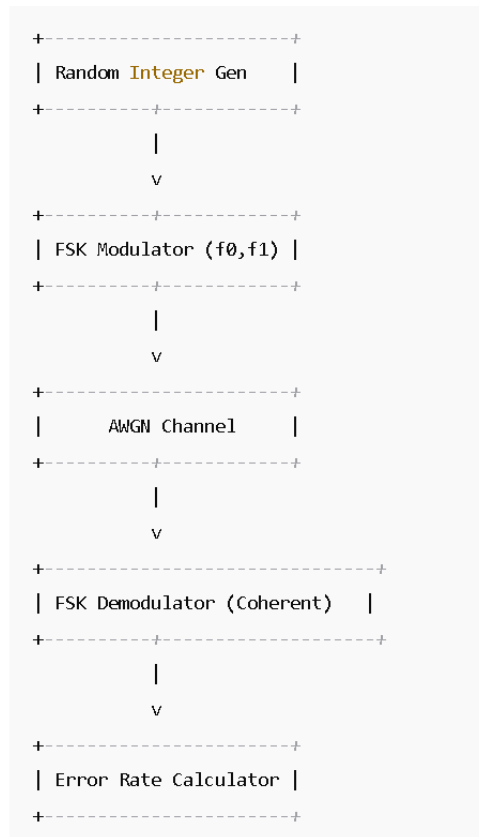 +-----------------------+
| Random Integer Gen    |
+-----------+-----------+
            |
            v
+-----------+-----------+
| FSK Modulator (f0,f1) |
+-----------+-----------+
            |
            v
+-----------------------+
|      AWGN Channel     |
+-----------+-----------+
            |
            v
+-------------------------------+
| FSK Demodulator (Coherent)   |
+-----------+-------------------+
            |
            v
+-----------------------+
| Error Rate Calculator |
+-----------------------+